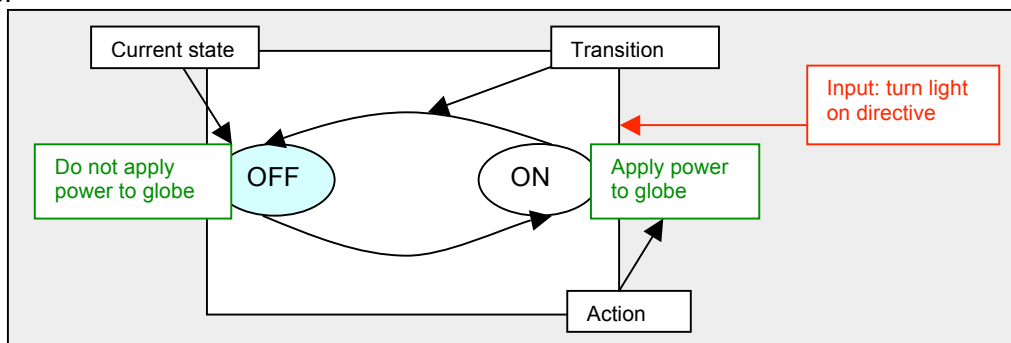 Current state
Transition
Input: turn light
on directive
Do not apply
power to globe
OFF
ON
Apply power
to globe
Action